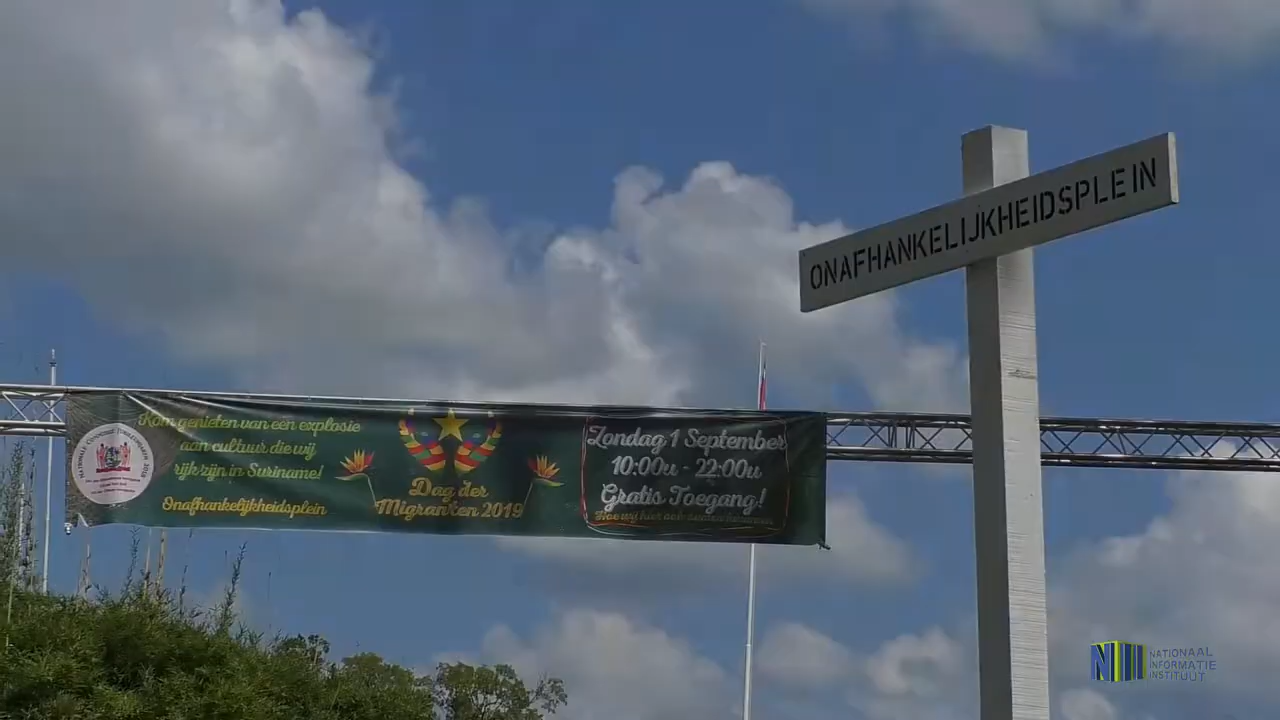 ONAFHANKELIJKHEIDSPLEIN
Kom genieten van een explosie
aan cultuur die wij
rijk zijn in Suriname!
Onafhankelijkheidsplein
Dag der
Migranten 2019
Zondag 1 September
10:00u - 22:00u
Gratis Toegang!
NATIONAAL
INFORMATIE
INSTITUUT